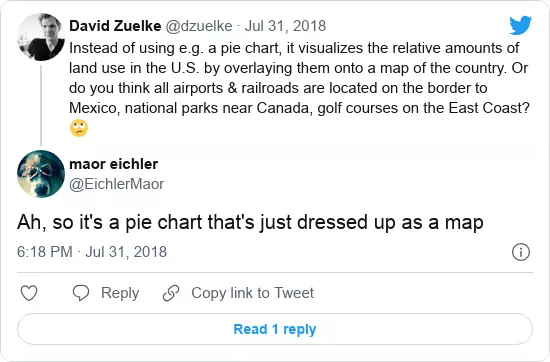 David Zuelke @dzuelke · Jul 31, 2018
Instead of using e.g. a pie chart, it visualizes the relative amounts of
land use in the U.S. by overlaying them onto a map of the country. Or
do you think all airports & railroads are located on the border to
Mexico, national parks near Canada, golf courses on the East Coast?
🙄
maor eichler
@EichlerMaor
Ah, so it's a pie chart that's just dressed up as a map
6:18 PM · Jul 31, 2018
Reply
Copy link to Tweet
Read 1 reply